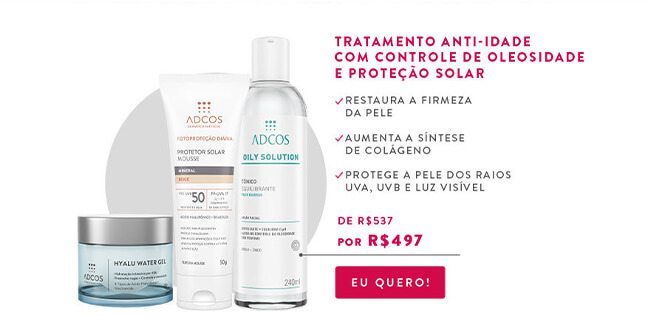 TRATAMENTO ANTI-IDADE
COM CONTROLE DE OLEOSIDADE
E PROTEÇÃO SOLAR
RESTAURA A FIRMEZA
DA PELE
AUMENTA A SÍNTESE
DE COLÁGENO
PROTEGE A PELE DOS RAIOS
UVA, UVB E LUZ VISÍVEL
DE R$537
POR R$497
EU QUERO!
ADCOS
FOTOPROTEÇÃO DIÁRIA
PROTETOR SOLAR
MOUSSE
MINERAL
50
50g
ADCOS
OILY SOLUTION
TÔNICO
EQUILIBRANTE
240ml
HYALU WATER GEL
ADCOS